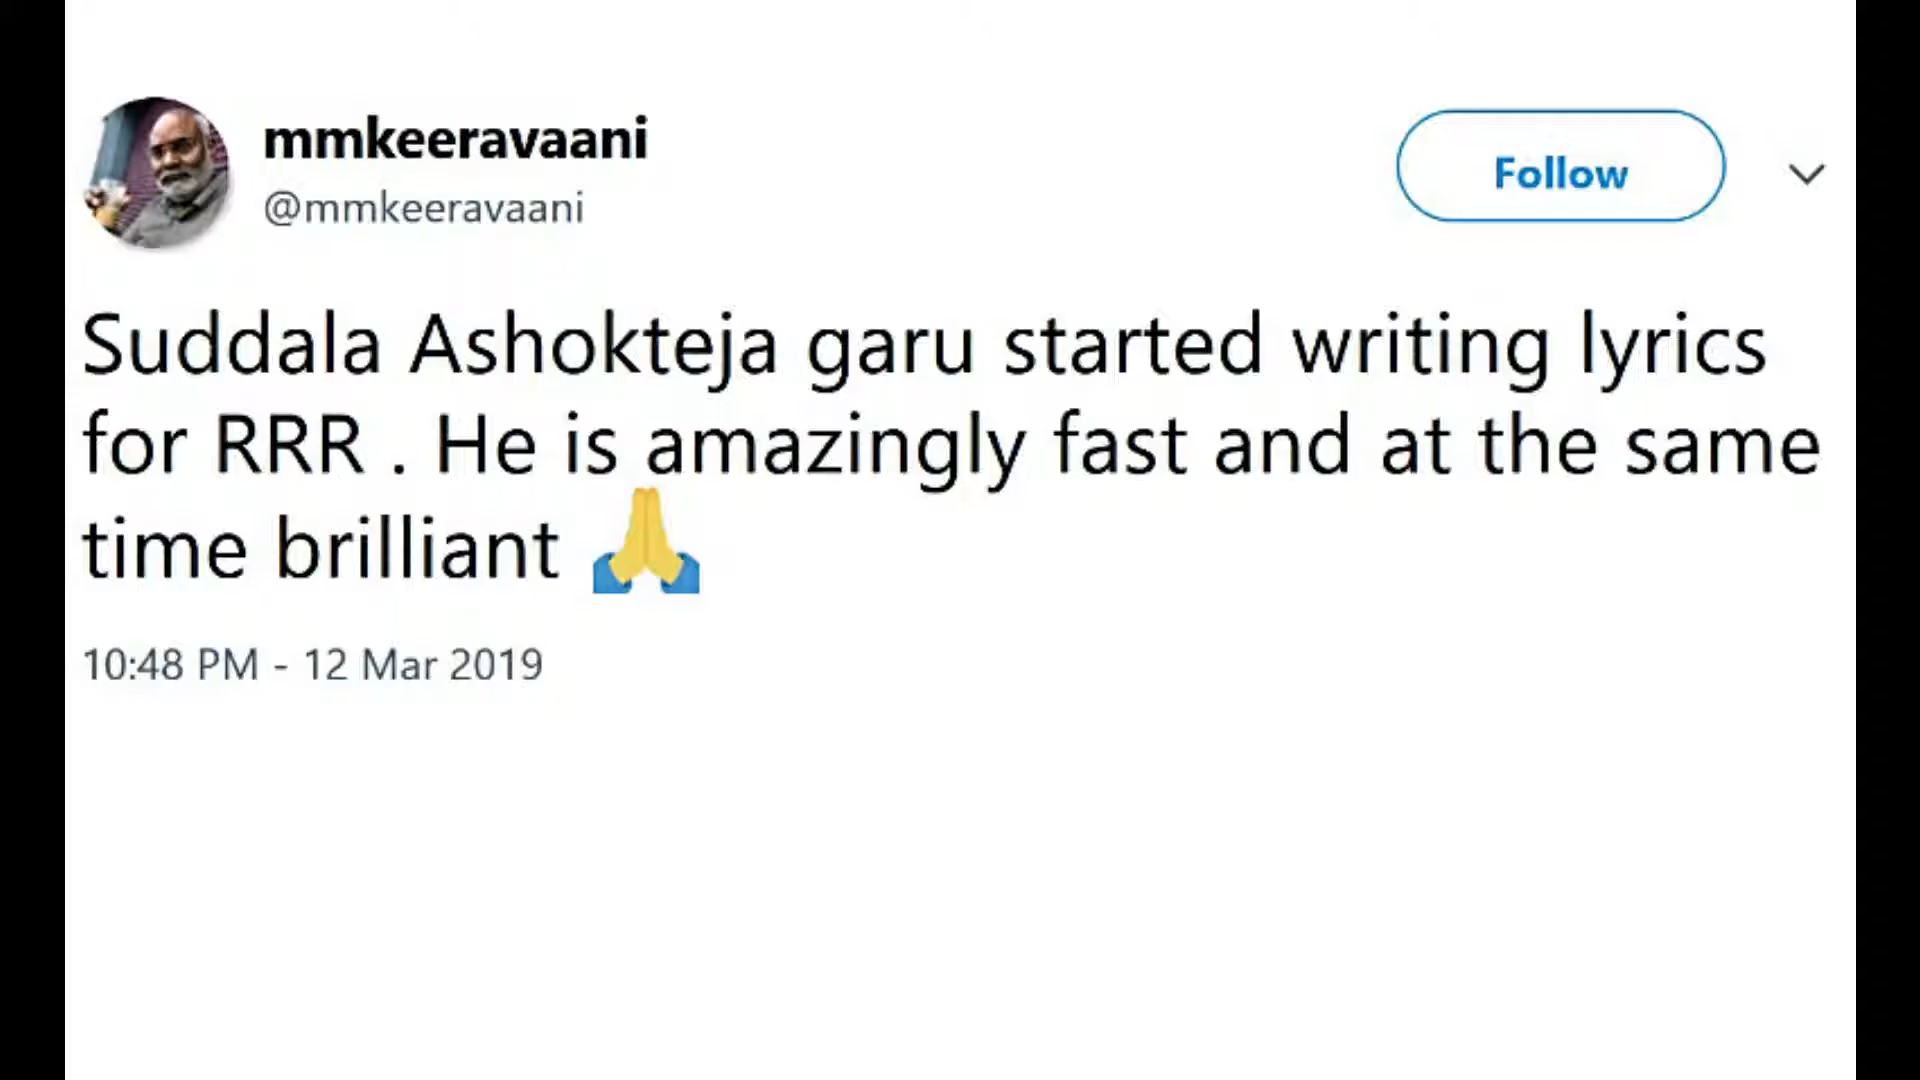 mmkeeravaani
@mmkeeravaani
Follow
Suddala Ashokteja garu started writing lyrics
for RRR . He is amazingly fast and at the same
time brilliant 🙏
10:48 PM - 12 Mar 2019